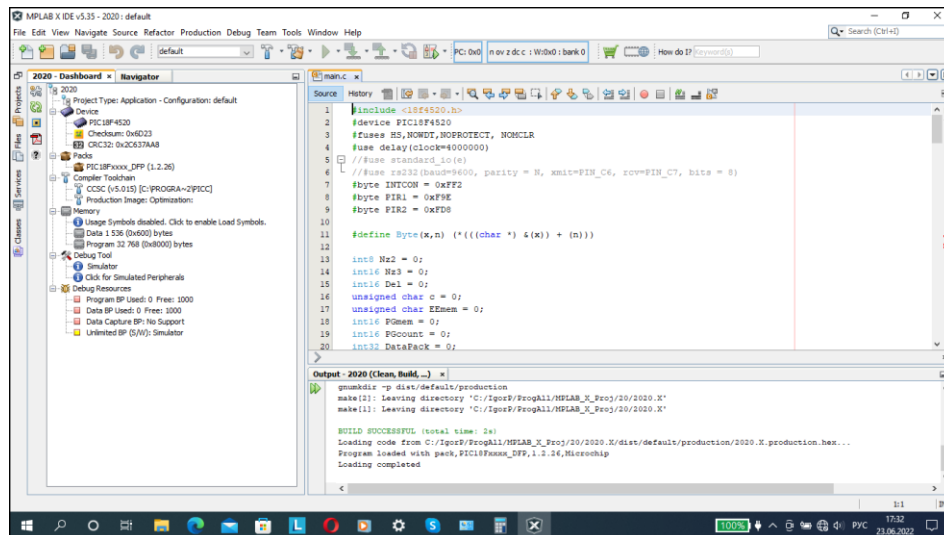 MPLAB X IDE v5.35 - 2020 : default
File Edit View Navigate Source Refactor Production Debug Team Tools Window Help
Search (Ctrl+I)
default
PC: 0x0
n ov z dc c : W:0x0 : bank 0
How do I?
Keyword(s)
Projects
Files
Services
Classes
2020 - Dashboard × Navigator
2020
Project Type: Application - Configuration: default
Device
PIC18F4520
Checksum: 0x6D23
CRC32: 0x2C637AA8
Packs
PIC18Fxxxx_DFP (1.2.26)
Compiler Toolchain
CCSC (v5.015) [C:\PROGRA~2\PICC]
Production Image: Optimization:
Memory
Usage Symbols disabled. Click to enable Load Symbols.
Data 1 536 (0x600) bytes
Program 32 768 (0x8000) bytes
Debug Tool
Simulator
Click for Simulated Peripherals
Debug Resources
Program BP Used: 0 Free: 1000
Data BP Used: 0 Free: 1000
Data Capture BP: No Support
Unlimited BP (S/W): Simulator
main.c ×
Source History
1 #include <18f4520.h>
2 #device PIC18F4520
3 #fuses HS,NOWDT,NOPROTECT, NOMCLR
4 #use delay(clock=4000000)
5 //#use standard_io(e)
6 //#use rs232(baud=9600, parity = N, xmit=PIN_C6, rcv=PIN_C7, bits = 8)
7 #byte INTCON = 0xFF2
8 #byte PIR1 = 0xF9E
9 #byte PIR2 = 0xFD8
10
11 #define Byte(x,n) (*(((char *) &(x)) + (n)))
12
13 int8 Nz2 = 0;
14 int16 Nz3 = 0;
15 int16 Del = 0;
16 unsigned char c = 0;
17 unsigned char EEmem = 0;
18 int16 PGmem = 0;
19 int16 PGcount = 0;
20 int32 DataPack = 0;
Output - 2020 (Clean, Build, ...) ×
gnumkdir -p dist/default/production
make[2]: Leaving directory 'C:/IgorP/ProgAll/MPLAB_X_Proj/20/2020.X'
make[1]: Leaving directory 'C:/IgorP/ProgAll/MPLAB_X_Proj/20/2020.X'
BUILD SUCCESSFUL (total time: 2s)
Loading code from C:/IgorP/ProgAll/MPLAB_X_Proj/20/2020.X/dist/default/production/2020.X.production.hex...
Program loaded with pack,PIC18Fxxxx_DFP,1.2.26,Microchip
Loading completed
1:1
100%
РУС
17:32
23.06.2022